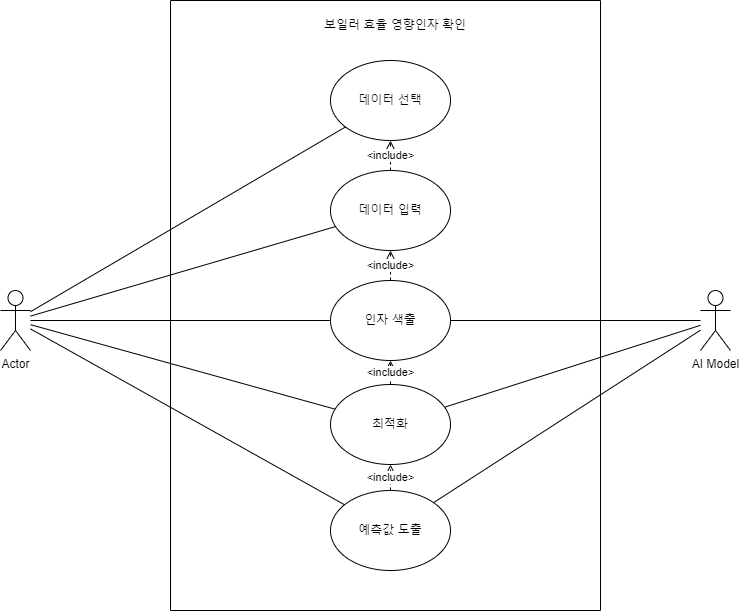 보일러 효율 영향인자 확인
데이터 선택
<include>
데이터 입력
<include>
인자 색출
Actor
AI Model
<include>
최적화
<include>
예측값 도출